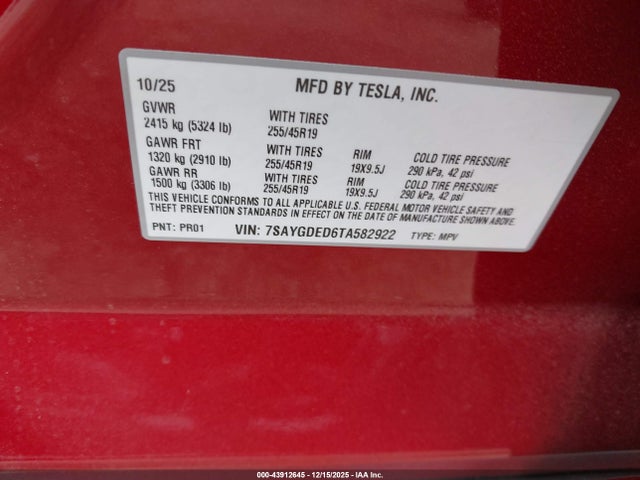 10/25 MFD BY TESLA, INC.
GVWR
2415 kg (5324 lb) WITH TIRES 255/45R19
GAWR FRT
1320 kg (2910 lb) WITH TIRES 255/45R19 RIM 19X9.5J COLD TIRE PRESSURE 290 kPa, 42 psi
GAWR RR
1500 kg (3306 lb) WITH TIRES 255/45R19 RIM 19X9.5J COLD TIRE PRESSURE 290 kPa, 42 psi
THIS VEHICLE CONFORMS TO ALL APPLICABLE U.S. FEDERAL MOTOR VEHICLE SAFETY AND
THEFT PREVENTION STANDARDS IN EFFECT ON THE DATE OF MANUFACTURE SHOWN ABOVE.
PNT: PR01 VIN: 7SAYGDED6TA582922 TYPE: MPV
000-43912645 - 12/15/2025 - IAA Inc.